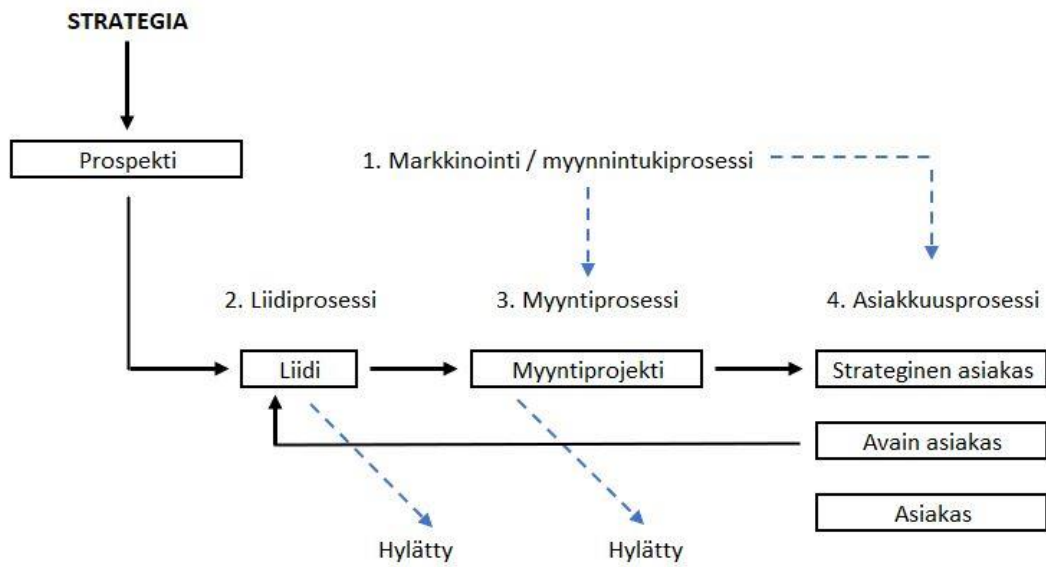 STRATEGIA
Prospekti
1. Markkinointi / myynnintukiprosessi
2. Liidiprosessi
3. Myyntiprosessi
4. Asiakkuusprosessi
Liidi
Myyntiprojekti
Strateginen asiakas
Avain asiakas
Asiakas
Hylätty
Hylätty